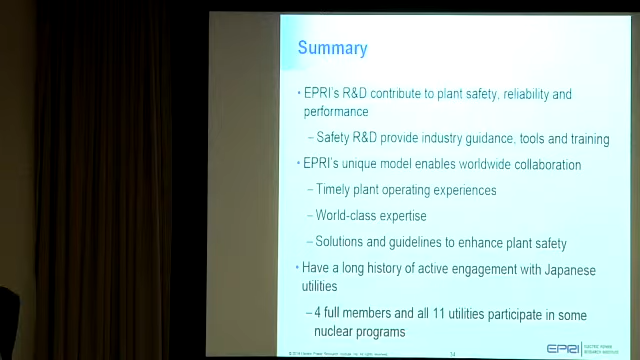 Summary
• EPRI's R&D contribute to plant safety, reliability and
performance
– Safety R&D provide industry guidance, tools and training
• EPRI's unique model enables worldwide collaboration
– Timely plant operating experiences
– World-class expertise
– Solutions and guidelines to enhance plant safety
• Have a long history of active engagement with Japanese
utilities
– 4 full members and all 11 utilities participate in some
nuclear programs
14
EPRI ELECTRIC POWER
RESEARCH INSTITUTE